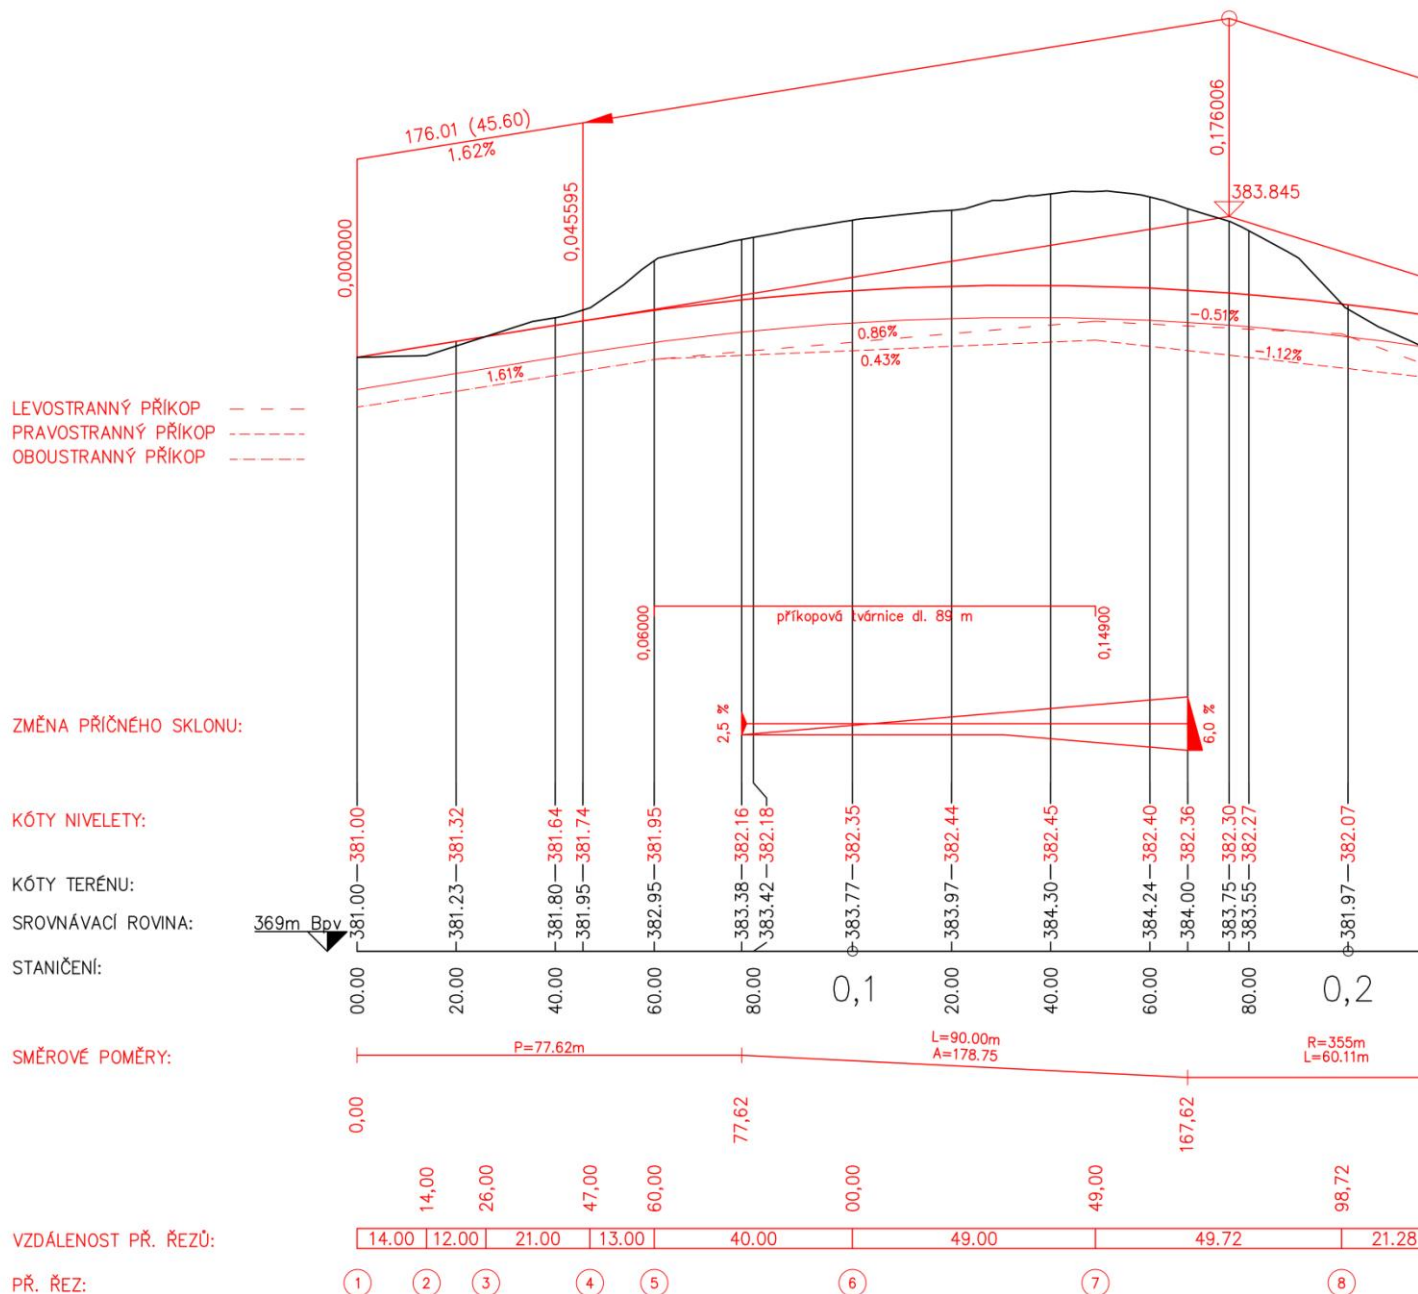 176.01 (45.60)
1.62%
0,000000
0,045595
0,176006
383.845
0.86%
-0.51%
1.61%
0.43%
-1.12%
LEVOSTRANNÝ PŘÍKOP
PRAVOSTRANNÝ PŘÍKOP
OBOUSTRANNÝ PŘÍKOP
příkopová tvárnice dl. 89 m
0,06000
0,14900
ZMĚNA PŘÍČNÉHO SKLONU:
2,5 %
6,0 %
KÓTY NIVELETY:
381.00 381.32 381.64 381.74 381.95 382.16 382.18 382.35 382.44 382.45 382.40 382.36 382.30 382.27 382.07
KÓTY TERÉNU:
381.00 381.23 381.80 381.95 382.95 383.38 383.42 383.77 383.97 384.30 384.24 384.00 383.75 383.55 381.97
SROVNÁVACÍ ROVINA: 369m Bpv
STANIČENÍ:
00.00 20.00 40.00 60.00 80.00 0,1 20.00 40.00 60.00 80.00 0,2
SMĚROVÉ POMĚRY:
P=77.62m
L=90.00m
A=178.75
R=355m
L=60.11m
0,00 77,62 167,62
14,00 26,00 47,00 60,00 00,00 49,00 98,72
VZDÁLENOST PŘ. ŘEZŮ:
14.00 12.00 21.00 13.00 40.00 49.00 49.72 21.28
PŘ. ŘEZ:
1 2 3 4 5 6 7 8